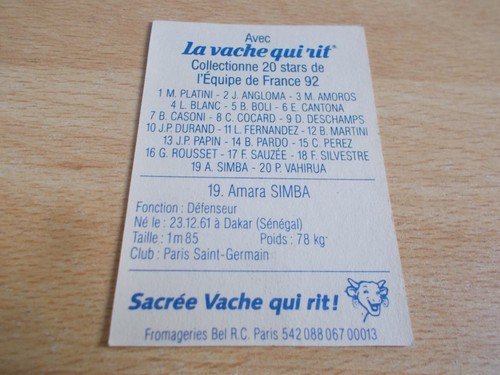 Avec
La vache qui rit®
Collectionne 20 stars de
l'Équipe de France 92
1 M. PLATINI - 2 J. ANGLOMA - 3 M. AMOROS
4 L. BLANC - 5 B. BOLI - 6 E. CANTONA
7 B. CASONI - 8 C. COCARD - 9 D. DESCHAMPS
10 J.P. DURAND - 11 L. FERNANDEZ - 12 B. MARTINI
13 J.P. PAPIN - 14 B. PARDO - 15 C. PEREZ
16 G. ROUSSET - 17 F. SAUZÉE - 18 F. SILVESTRE
19 A. SIMBA - 20 P. VAHIRUA
19. Amara SIMBA
Fonction : Défenseur
Né le : 23.12.61 à Dakar (Sénégal)
Taille : 1m85 Poids : 78 kg
Club : Paris Saint-Germain
Sacrée Vache qui rit !
Fromageries Bel R.C. Paris 542 088 067 00013